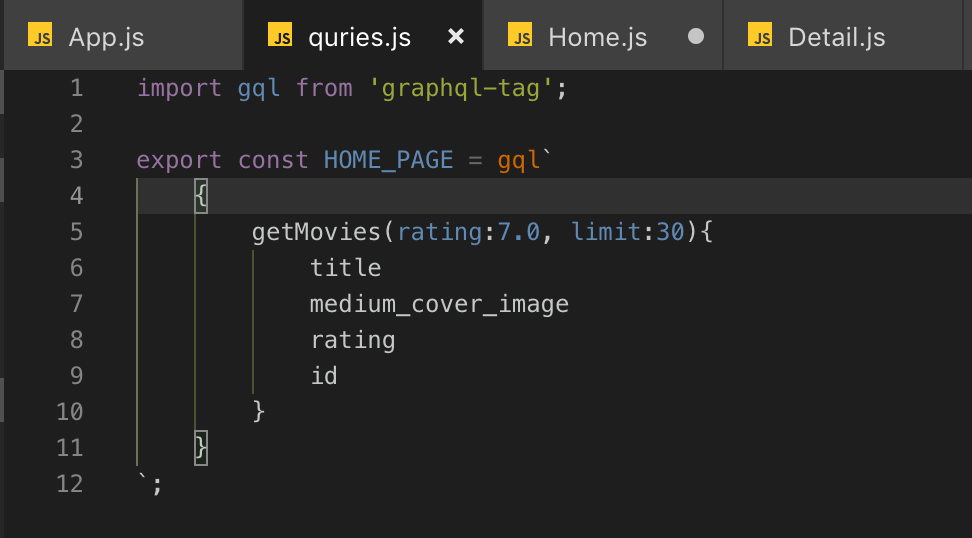 JS App.js JS quries.js × JS Home.js ● JS Detail.js
1 import gql from 'graphql-tag';
2
3 export const HOME_PAGE = gql`
4 {
5 getMovies(rating:7.0, limit:30){
6 title
7 medium_cover_image
8 rating
9 id
10 }
11 }
12 `;